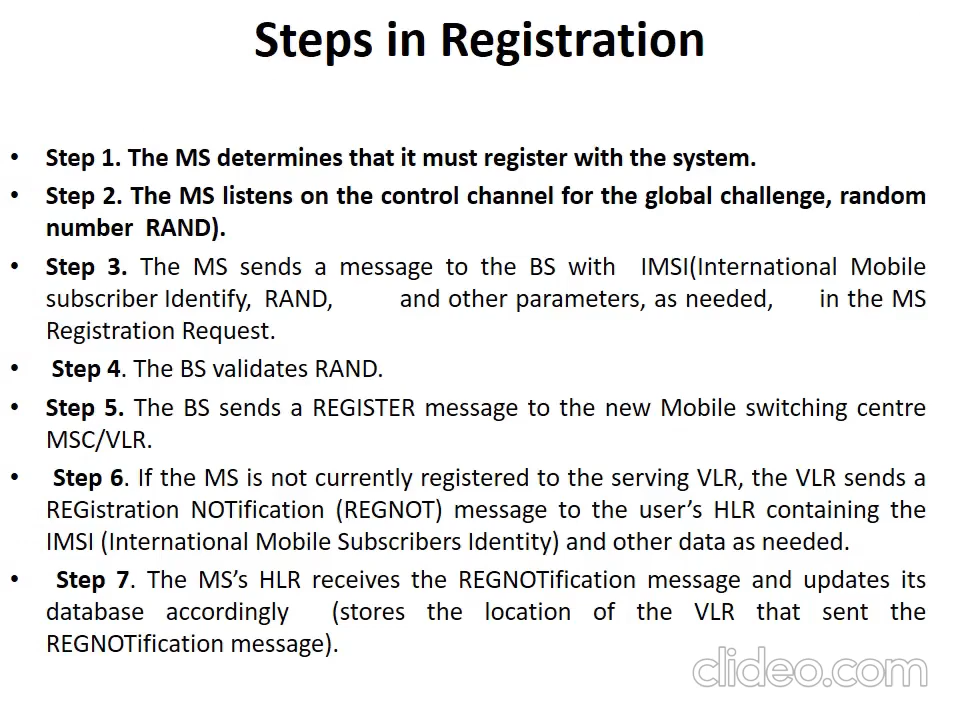 Steps in Registration
• Step 1. The MS determines that it must register with the system.
• Step 2. The MS listens on the control channel for the global challenge, random
number RAND).
• Step 3. The MS sends a message to the BS with IMSI(International Mobile
subscriber Identify, RAND, and other parameters, as needed, in the MS
Registration Request.
• Step 4. The BS validates RAND.
• Step 5. The BS sends a REGISTER message to the new Mobile switching centre
MSC/VLR.
• Step 6. If the MS is not currently registered to the serving VLR, the VLR sends a
REGistration NOTification (REGNOT) message to the user’s HLR containing the
IMSI (International Mobile Subscribers Identity) and other data as needed.
• Step 7. The MS’s HLR receives the REGNOTification message and updates its
database accordingly (stores the location of the VLR that sent the
REGNOTification message).
clideo.com